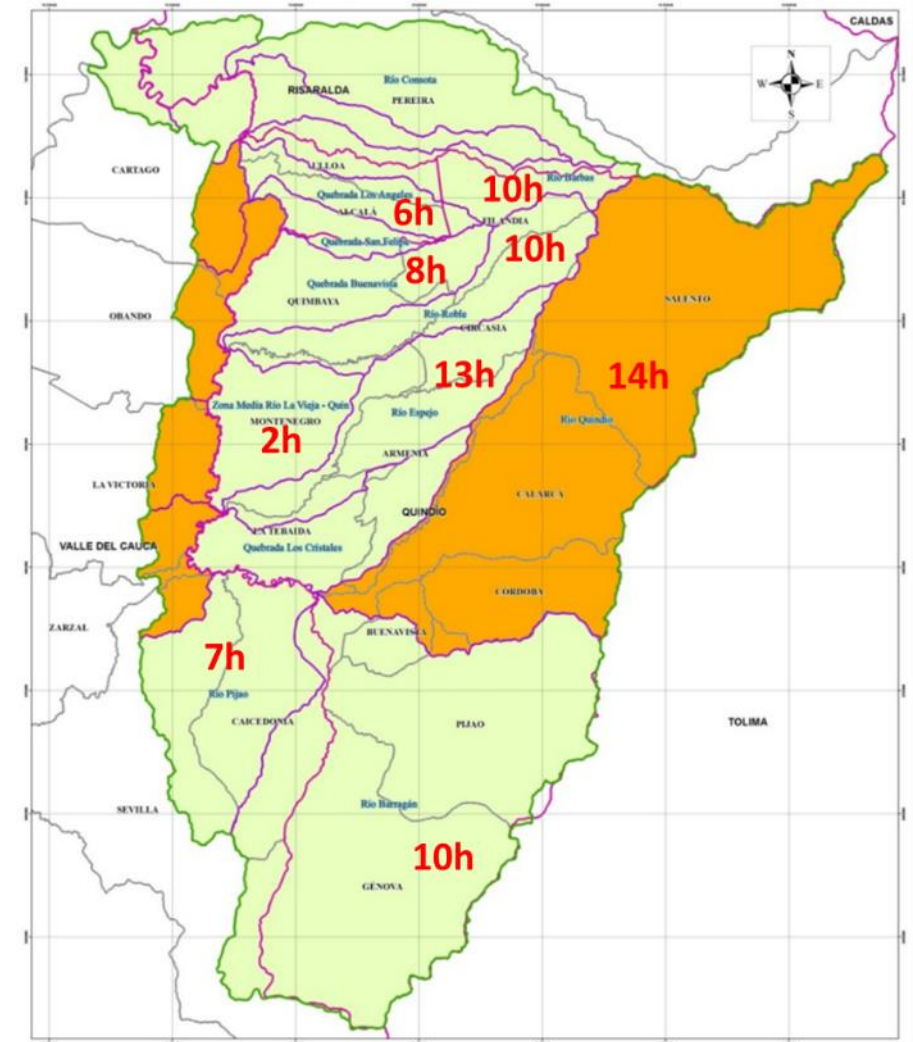 CALDAS
N
W E
S
Río Consota
RISARALDA
PEREIRA
CARTAGO
ULLOA
Río Barbas
10h
Quebrada Los Angeles
6h
ALCALÁ
FILANDIA
Quebrada San Felipe
10h
8h
Quebrada Buenavista
QUIMBAYA
SALENTO
OBANDO
Río Roble
CIRCASIA
13h
14h
Zona Media Río La Vieja - Quin
Río Espejo
MONTENEGRO
Río Quindío
2h
ARMENIA
LA VICTORIA
CALARCA
QUINDÍO
LA TEBAIDA
VALLE DEL CAUCA
Quebrada Los Cristales
CORDOBA
ZARZAL
BUENAVISTA
7h
Río Pijao
CAICEDONIA
PIJAO
TOLIMA
SEVILLA
Río Barragán
10h
GÉNOVA